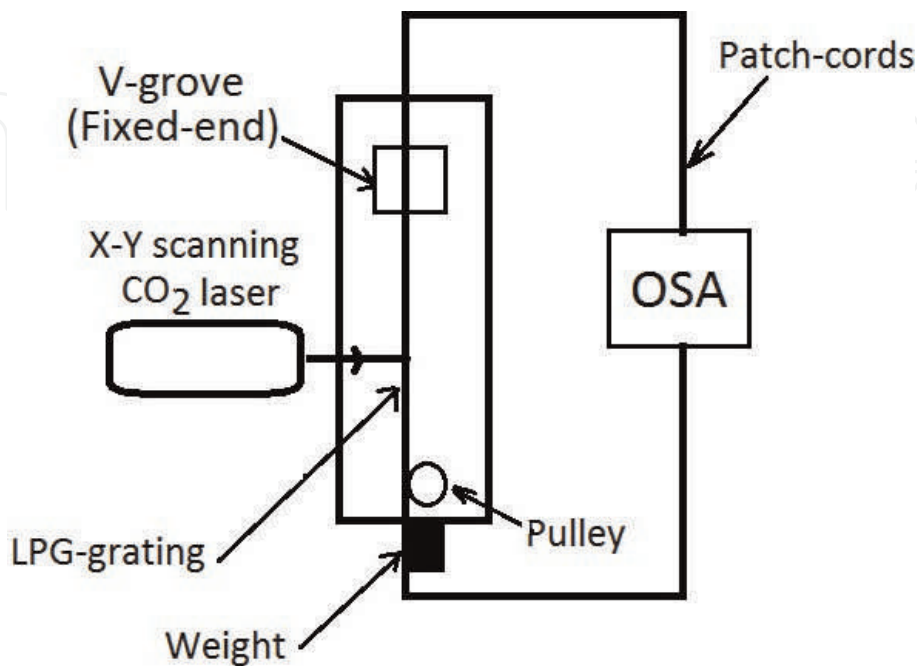 Patch-cords
V-grove
(Fixed-end)
X-Y scanning
CO2 laser
OSA
Pulley
LPG-grating
Weight